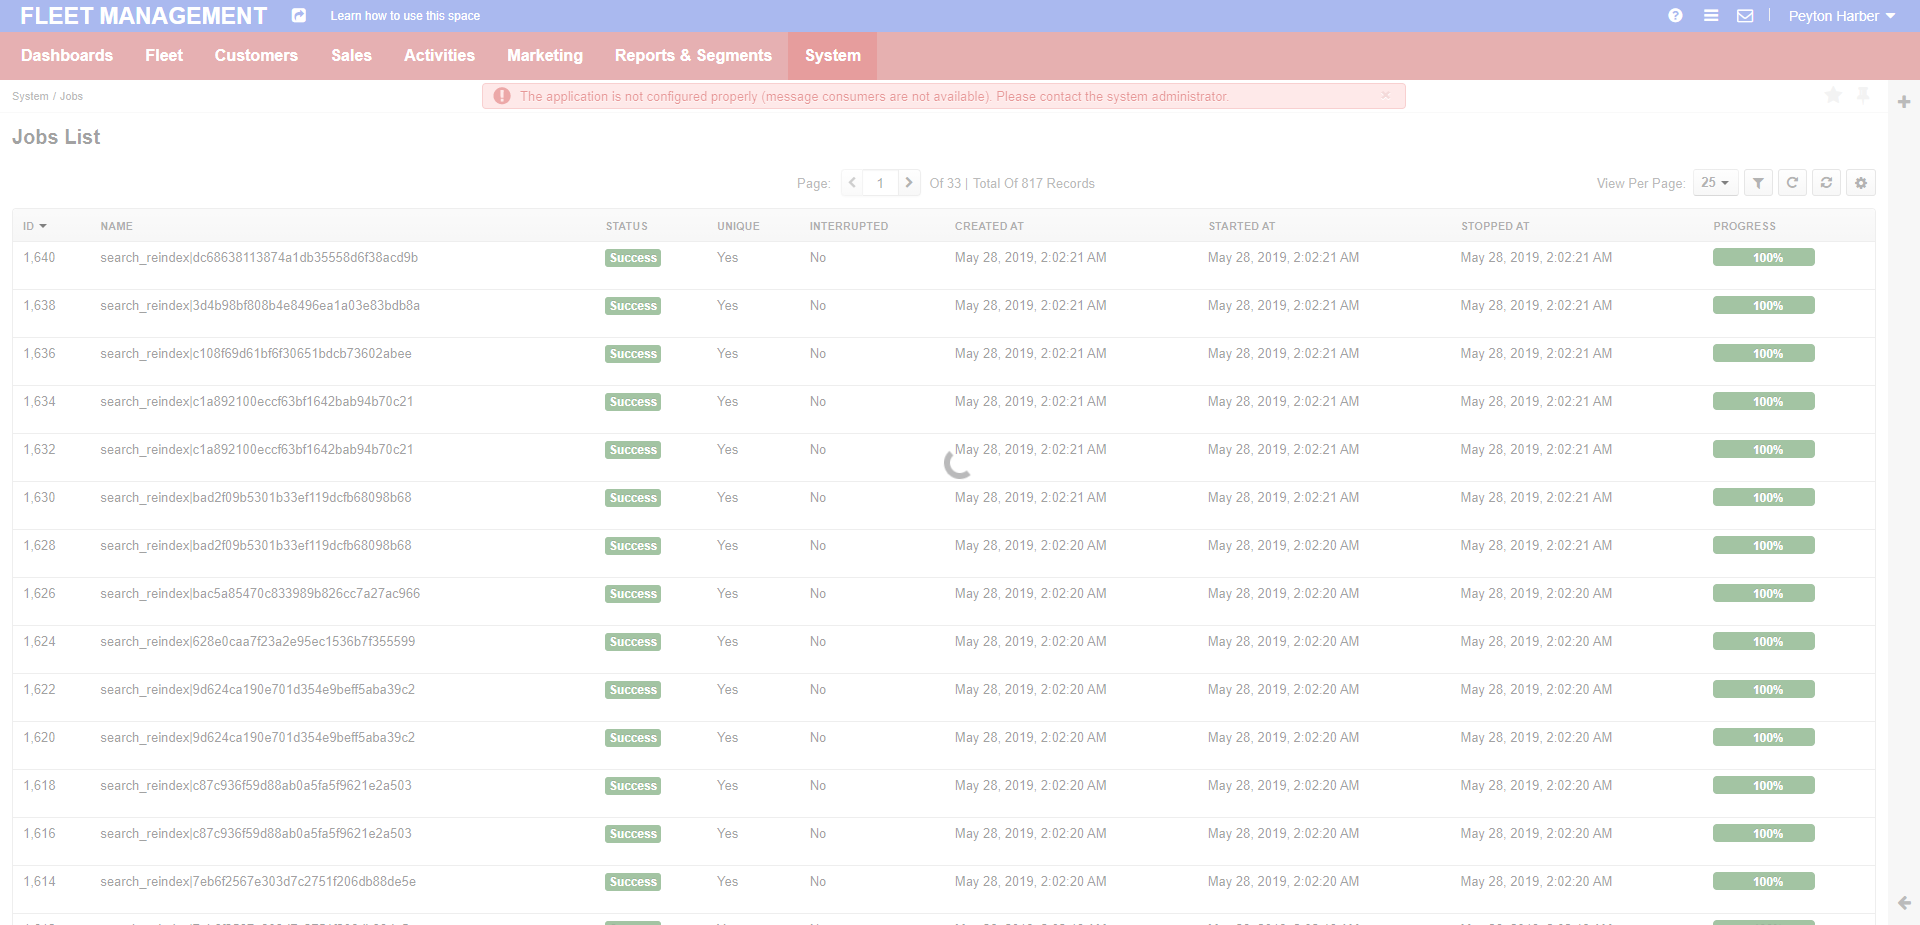 FLEET MANAGEMENT Learn how to use this space Peyton Harber
Dashboards Fleet Customers Sales Activities Marketing Reports & Segments System
System / Jobs
The application is not configured properly (message consumers are not available). Please contact the system administrator.
Jobs List
Page: 1 Of 33 | Total Of 817 Records View Per Page: 25
ID NAME STATUS UNIQUE INTERRUPTED CREATED AT STARTED AT STOPPED AT PROGRESS
1,640 search_reindex|dc68638113874a1db35558d6f38acd9b Success Yes No May 28, 2019, 2:02:21 AM May 28, 2019, 2:02:21 AM May 28, 2019, 2:02:21 AM 100%
1,638 search_reindex|3d4b98bf808b4e8496ea1a03e83bdb8a Success Yes No May 28, 2019, 2:02:21 AM May 28, 2019, 2:02:21 AM May 28, 2019, 2:02:21 AM 100%
1,636 search_reindex|c108f69d61bf6f30651bdcb73602abee Success Yes No May 28, 2019, 2:02:21 AM May 28, 2019, 2:02:21 AM May 28, 2019, 2:02:21 AM 100%
1,634 search_reindex|c1a892100eccf63bf1642bab94b70c21 Success Yes No May 28, 2019, 2:02:21 AM May 28, 2019, 2:02:21 AM May 28, 2019, 2:02:21 AM 100%
1,632 search_reindex|c1a892100eccf63bf1642bab94b70c21 Success Yes No May 28, 2019, 2:02:21 AM May 28, 2019, 2:02:21 AM May 28, 2019, 2:02:21 AM 100%
1,630 search_reindex|bad2f09b5301b33ef119dcfb68098b68 Success Yes No May 28, 2019, 2:02:21 AM May 28, 2019, 2:02:21 AM May 28, 2019, 2:02:21 AM 100%
1,628 search_reindex|bad2f09b5301b33ef119dcfb68098b68 Success Yes No May 28, 2019, 2:02:20 AM May 28, 2019, 2:02:20 AM May 28, 2019, 2:02:21 AM 100%
1,626 search_reindex|bac5a85470c833989b826cc7a27ac966 Success Yes No May 28, 2019, 2:02:20 AM May 28, 2019, 2:02:20 AM May 28, 2019, 2:02:20 AM 100%
1,624 search_reindex|628e0caa7f23a2e95ec1536b7f355599 Success Yes No May 28, 2019, 2:02:20 AM May 28, 2019, 2:02:20 AM May 28, 2019, 2:02:20 AM 100%
1,622 search_reindex|9d624ca190e701d354e9beff5aba39c2 Success Yes No May 28, 2019, 2:02:20 AM May 28, 2019, 2:02:20 AM May 28, 2019, 2:02:20 AM 100%
1,620 search_reindex|9d624ca190e701d354e9beff5aba39c2 Success Yes No May 28, 2019, 2:02:20 AM May 28, 2019, 2:02:20 AM May 28, 2019, 2:02:20 AM 100%
1,618 search_reindex|c87c936f59d88ab0a5fa5f9621e2a503 Success Yes No May 28, 2019, 2:02:20 AM May 28, 2019, 2:02:20 AM May 28, 2019, 2:02:20 AM 100%
1,616 search_reindex|c87c936f59d88ab0a5fa5f9621e2a503 Success Yes No May 28, 2019, 2:02:20 AM May 28, 2019, 2:02:20 AM May 28, 2019, 2:02:20 AM 100%
1,614 search_reindex|7eb6f2567e303d7c2751f206db88de5e Success Yes No May 28, 2019, 2:02:20 AM May 28, 2019, 2:02:20 AM May 28, 2019, 2:02:20 AM 100%